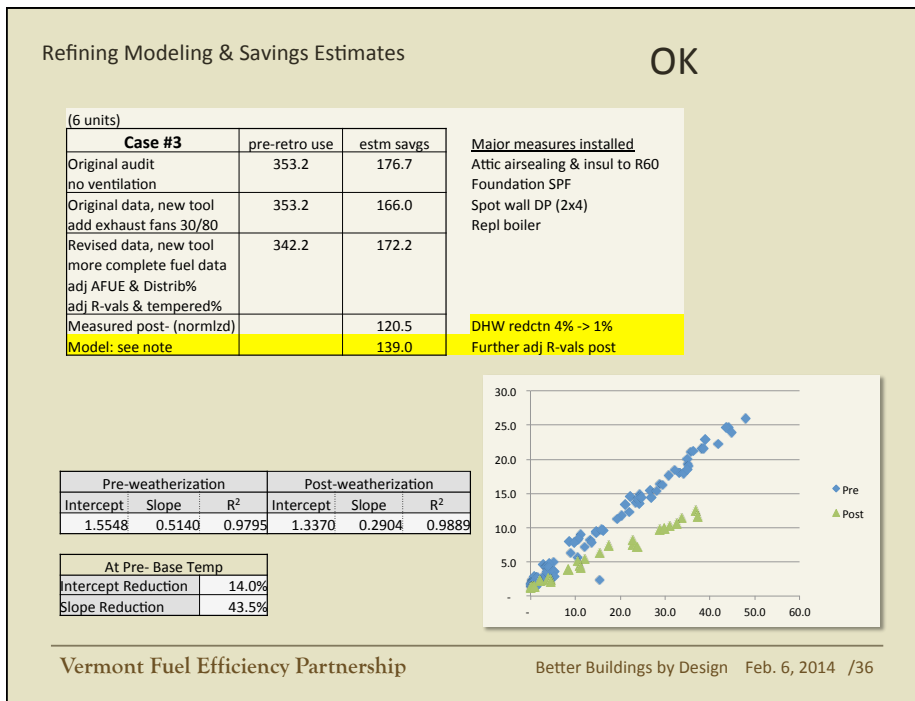 Refining Modeling & Savings Estimates
OK
(6 units)
Case #3 pre-retro use estm savgs
Original audit 353.2 176.7
no ventilation
Original data, new tool 353.2 166.0
add exhaust fans 30/80
Revised data, new tool 342.2 172.2
more complete fuel data
adj AFUE & Distrib%
adj R-vals & tempered%
Measured post- (normlzd) 120.5
Model: see note 139.0
Major measures installed
Attic airsealing & insul to R60
Foundation SPF
Spot wall DP (2x4)
Repl boiler
DHW redctn 4% -> 1%
Further adj R-vals post
30.0
25.0
20.0
15.0
10.0
5.0
-
- 10.0 20.0 30.0 40.0 50.0 60.0
Pre
Post
Pre-weatherization Post-weatherization
Intercept Slope R² Intercept Slope R²
1.5548 0.5140 0.9795 1.3370 0.2904 0.9889
At Pre- Base Temp
Intercept Reduction 14.0%
Slope Reduction 43.5%
Vermont Fuel Efficiency Partnership
Better Buildings by Design Feb. 6, 2014 /36